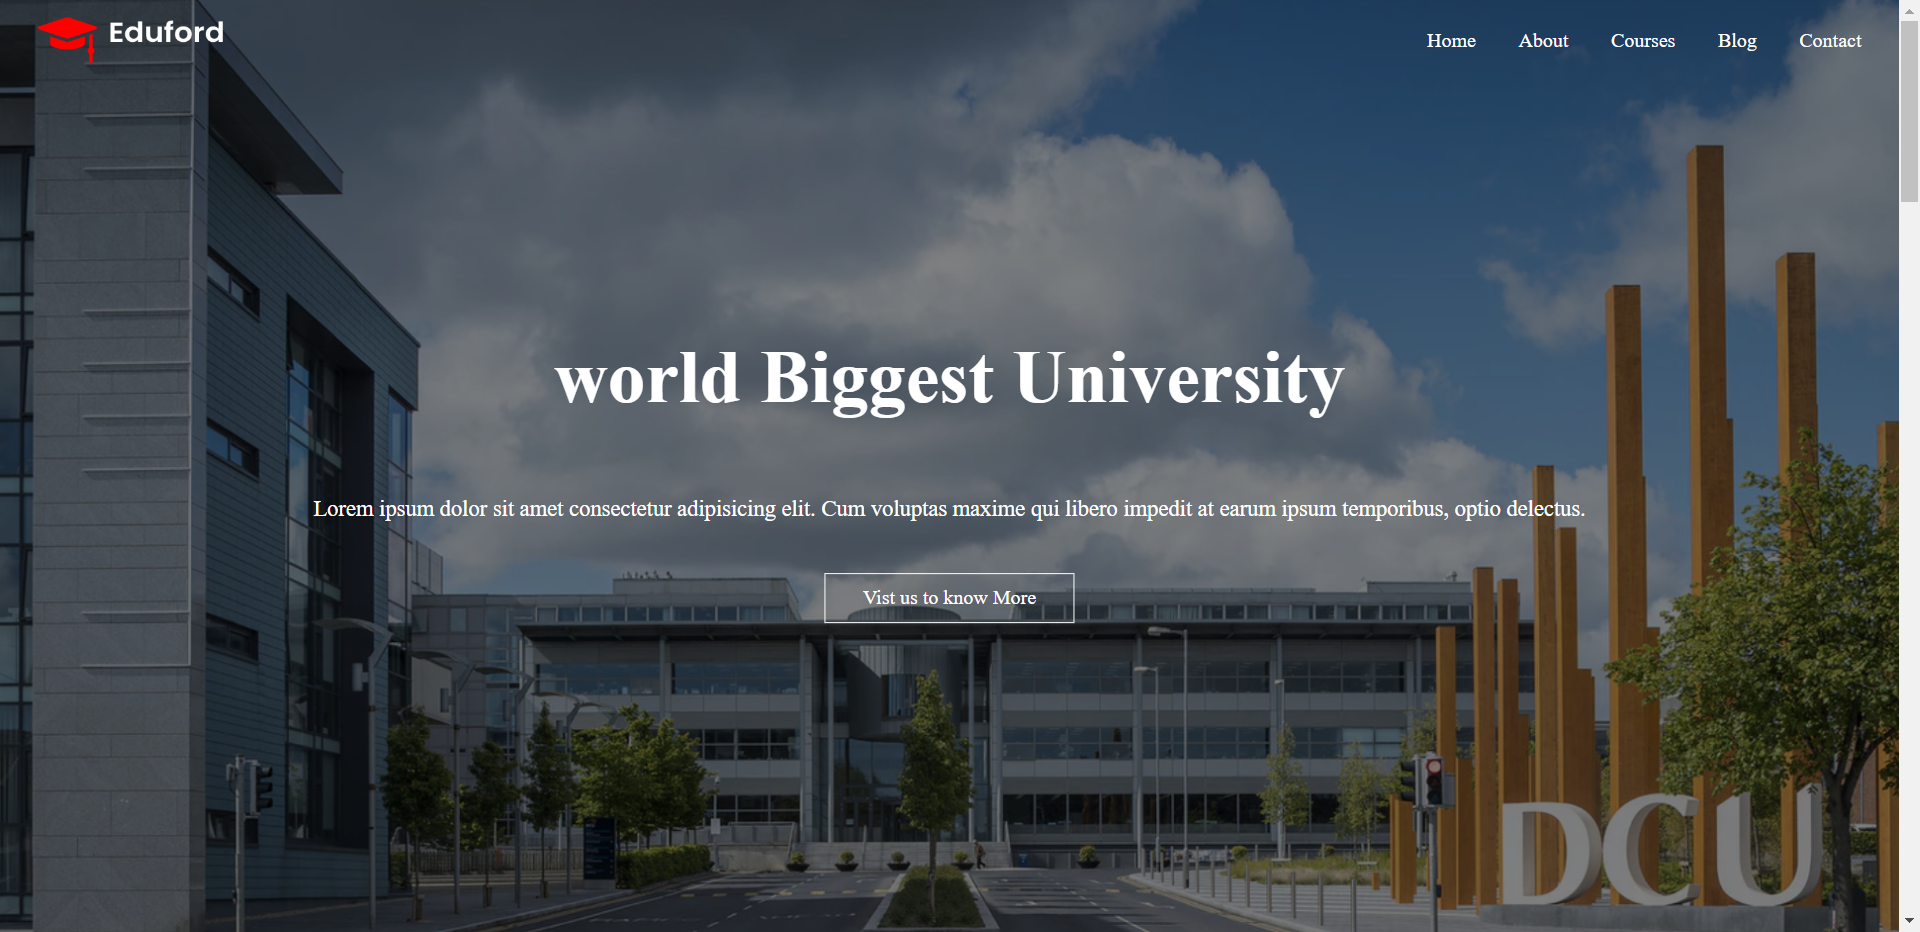 Eduford
Home About Courses Blog Contact
world Biggest University
Lorem ipsum dolor sit amet consectetur adipisicing elit. Cum voluptas maxime qui libero impedit at earum ipsum temporibus, optio delectus.
Vist us to know More
DCU